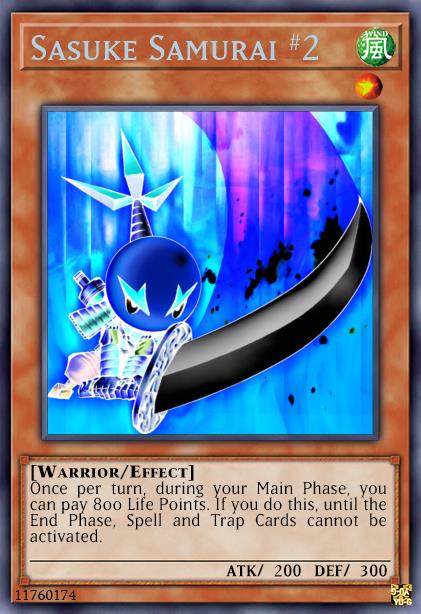 Sasuke Samurai #2
WIND
風
[Warrior/Effect]
Once per turn, during your Main Phase, you
can pay 800 Life Points. If you do this, until the
End Phase, Spell and Trap Cards cannot be
activated.
ATK/ 200 DEF/ 300
11760174